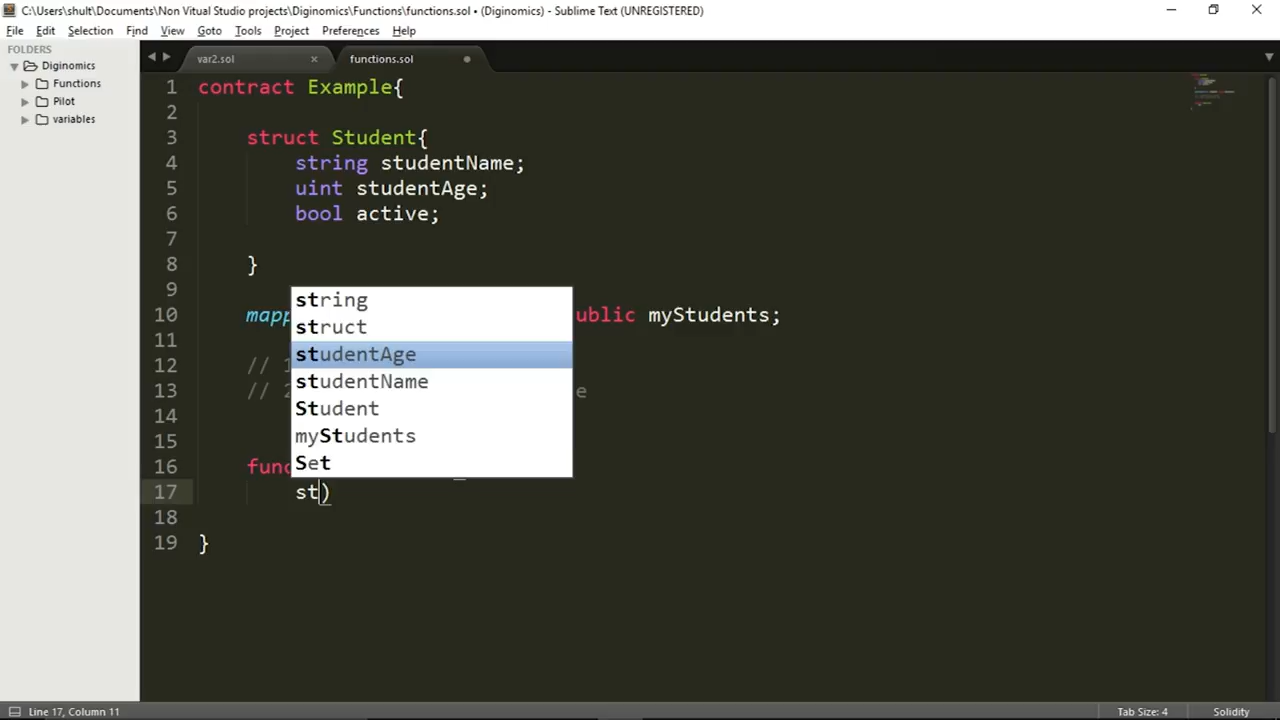 C:\Users\shult\Documents\Non Vitual Studio projects\Diginomics\Functions\functions.sol • (Diginomics) - Sublime Text (UNREGISTERED)
File Edit Selection Find View Goto Tools Project Preferences Help
FOLDERS
Diginomics
Functions
Pilot
variables
var2.sol
functions.sol
1 contract Example{
2
3 struct Student{
4 string studentName;
5 uint studentAge;
6 bool active;
7
8 }
9
10 mapp ublic myStudents;
11
12 // 1
13 // 2 e
14
15
16 func
17 st)
18
19 }
string
struct
studentAge
studentName
Student
myStudents
Set
Line 17, Column 11
Tab Size: 4
Solidity